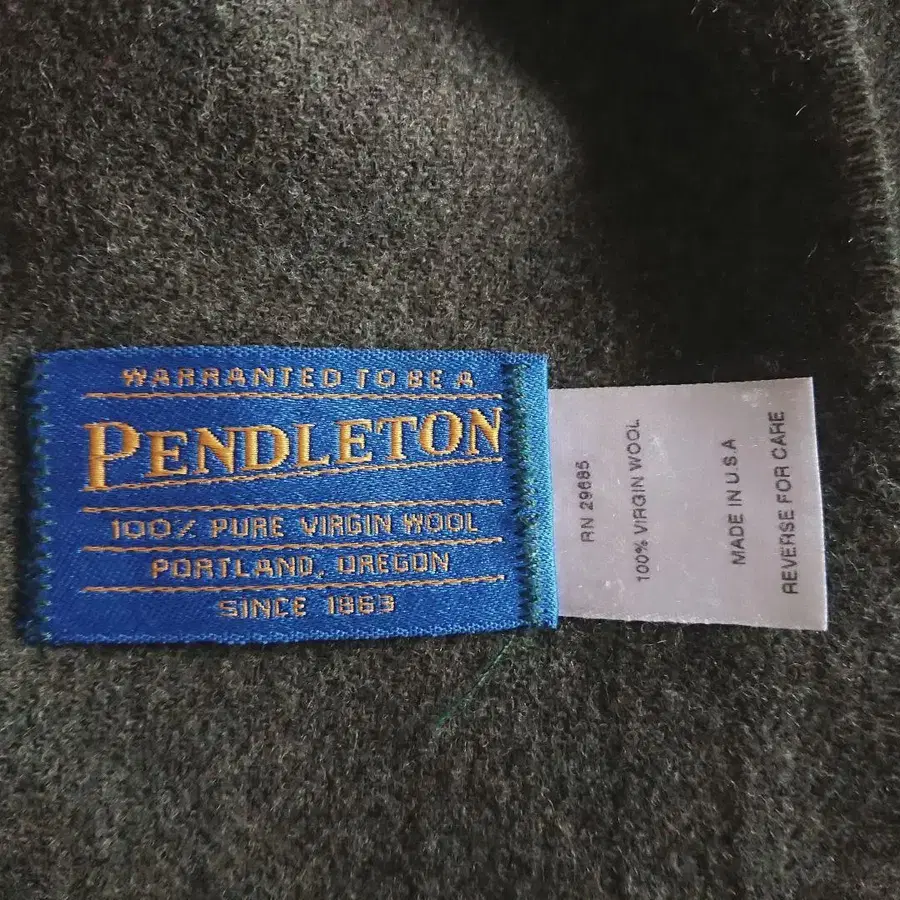 WARRANTED TO BE A
PENDLETON
100% PURE VIRGIN WOOL
PORTLAND, OREGON
SINCE 1863
RN 29685
100% VIRGIN WOOL
MADE IN U.S.A
REVERSE FOR CARE